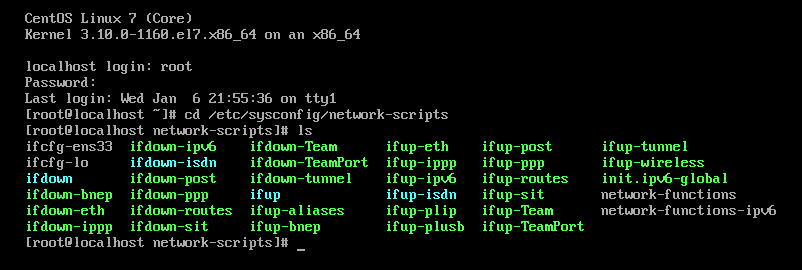 CentOS Linux 7 (Core)
Kernel 3.10.0-1160.el7.x86_64 on an x86_64
localhost login: root
Password:
Last login: Wed Jan  6 21:55:36 on tty1
[root@localhost ~]# cd /etc/sysconfig/network-scripts
[root@localhost network-scripts]# ls
ifcfg-ens33  ifdown-ipv6  ifdown-Team  ifup-eth  ifup-post  ifup-tunnel
ifcfg-lo  ifdown-isdn  ifdown-TeamPort  ifup-ippp  ifup-ppp  ifup-wireless
ifdown  ifdown-post  ifdown-tunnel  ifup-ipv6  ifup-routes  init.ipv6-global
ifdown-bnep  ifdown-ppp  ifup  ifup-isdn  ifup-sit  network-functions
ifdown-eth  ifdown-routes  ifup-aliases  ifup-plip  ifup-Team  network-functions-ipv6
ifdown-ippp  ifdown-sit  ifup-bnep  ifup-plusb  ifup-TeamPort
[root@localhost network-scripts]# _